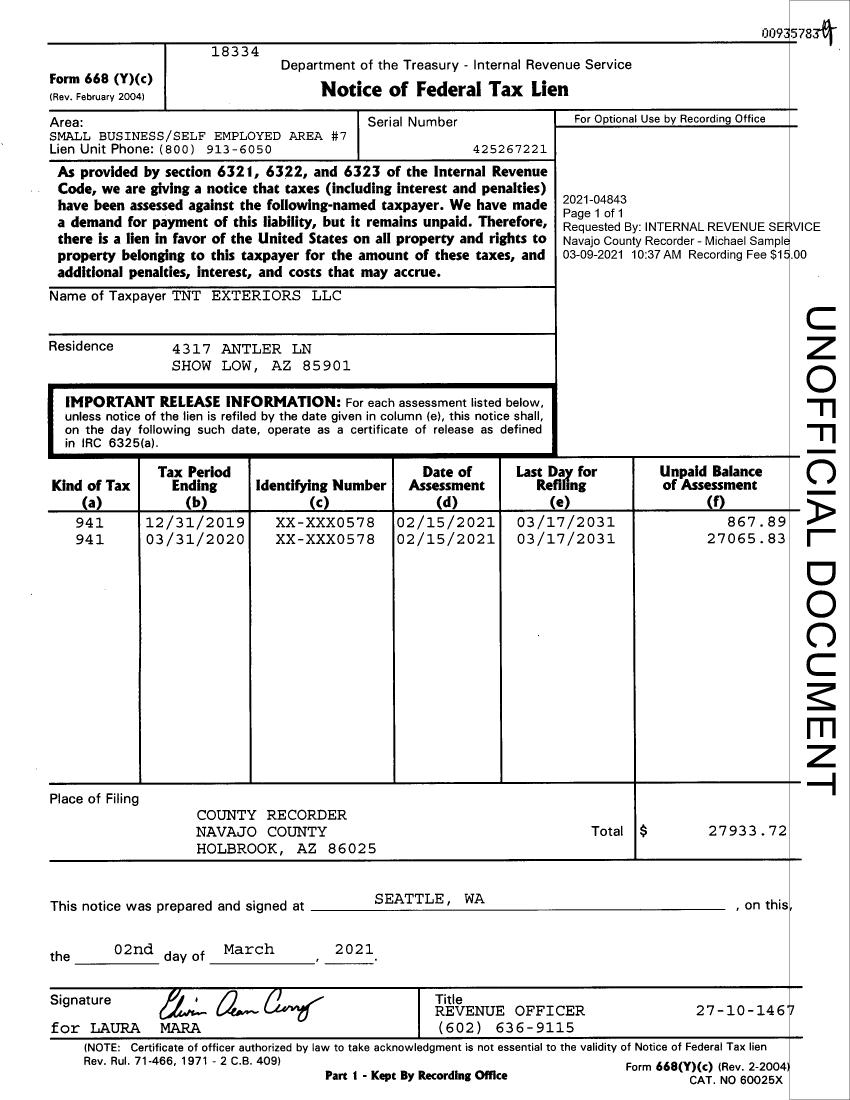 00935783
18334
Department of the Treasury - Internal Revenue Service
Form 668 (Y)(c)
(Rev. February 2004)
Notice of Federal Tax Lien
Area:
SMALL BUSINESS/SELF EMPLOYED AREA #7
Lien Unit Phone: (800) 913-6050
Serial Number
425267221
For Optional Use by Recording Office
As provided by section 6321, 6322, and 6323 of the Internal Revenue
Code, we are giving a notice that taxes (including interest and penalties)
have been assessed against the following-named taxpayer. We have made
a demand for payment of this liability, but it remains unpaid. Therefore,
there is a lien in favor of the United States on all property and rights to
property belonging to this taxpayer for the amount of these taxes, and
additional penalties, interest, and costs that may accrue.
2021-04843
Page 1 of 1
Requested By: INTERNAL REVENUE SERVICE
Navajo County Recorder - Michael Sample
03-09-2021 10:37 AM Recording Fee $15.00
Name of Taxpayer TNT EXTERIORS LLC
Residence
4317 ANTLER LN
SHOW LOW, AZ 85901
IMPORTANT RELEASE INFORMATION: For each assessment listed below,
unless notice of the lien is refiled by the date given in column (e), this notice shall,
on the day following such date, operate as a certificate of release as defined
in IRC 6325(a).
Kind of Tax
(a)
Tax Period
Ending
(b)
Identifying Number
(c)
Date of
Assessment
(d)
Last Day for
Refiling
(e)
Unpaid Balance
of Assessment
(f)
941 12/31/2019 XX-XXX0578 02/15/2021 03/17/2031 867.89
941 03/31/2020 XX-XXX0578 02/15/2021 03/17/2031 27065.83
Place of Filing
COUNTY RECORDER
NAVAJO COUNTY
HOLBROOK, AZ 86025
Total $ 27933.72
This notice was prepared and signed at SEATTLE, WA , on this,
the 02nd day of March , 2021.
Signature
for LAURA MARA
Title
REVENUE OFFICER
(602) 636-9115
27-10-1467
(NOTE: Certificate of officer authorized by law to take acknowledgment is not essential to the validity of Notice of Federal Tax lien
Rev. Rul. 71-466, 1971 - 2 C.B. 409)
Part 1 - Kept By Recording Office
Form 668(Y)(c) (Rev. 2-2004)
CAT. NO 60025X
UNOFFICIAL DOCUMENT